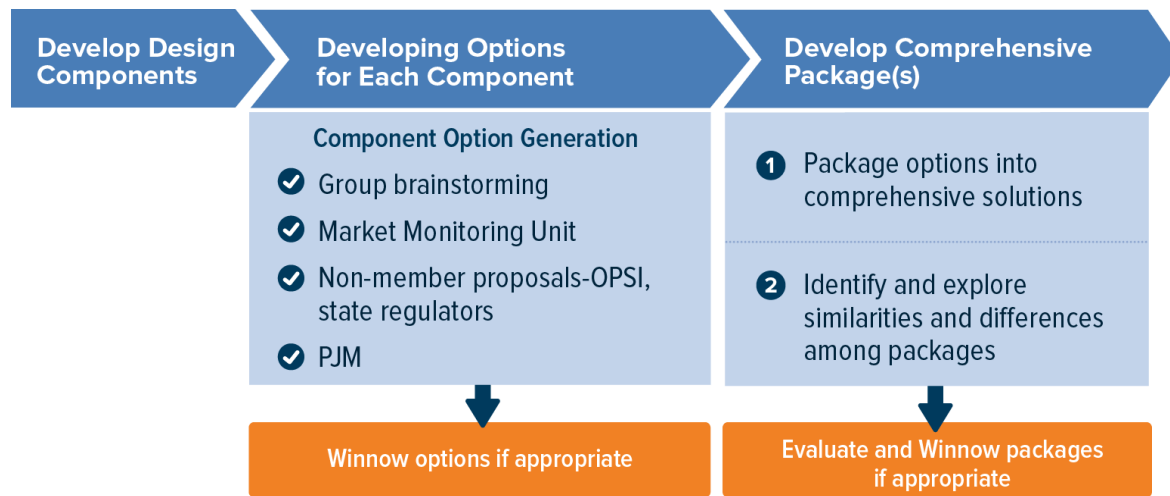 Develop Design
Components
Developing Options
for Each Component
Develop Comprehensive
Package(s)
Component Option Generation
Group brainstorming
Market Monitoring Unit
Non-member proposals-OPSI,
state regulators
PJM
Winnow options if appropriate
1 Package options into
comprehensive solutions
2 Identify and explore
similarities and differences
among packages
Evaluate and Winnow packages
if appropriate